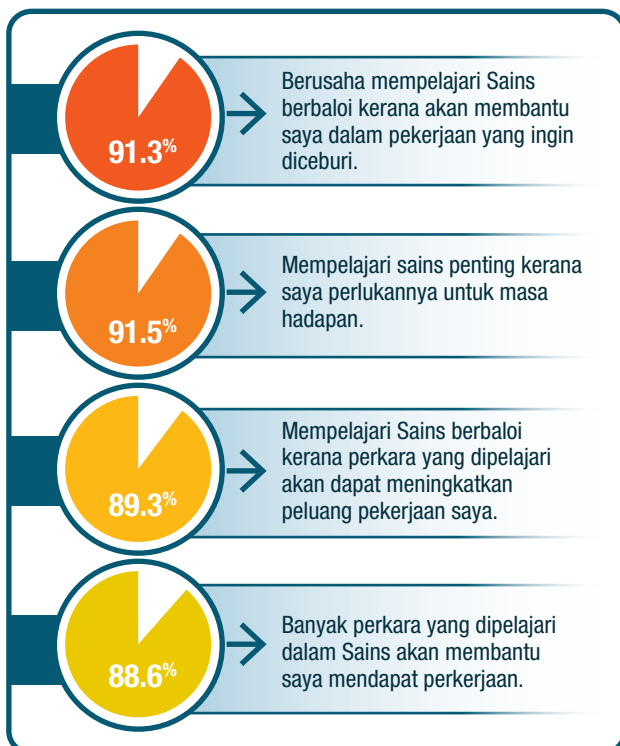 91.3%
Berusaha mempelajari Sains
berbaloi kerana akan membantu
saya dalam pekerjaan yang ingin
diceburi.
91.5%
Mempelajari sains penting kerana
saya perlukannya untuk masa
hadapan.
89.3%
Mempelajari Sains berbaloi
kerana perkara yang dipelajari
akan dapat meningkatkan
peluang pekerjaan saya.
88.6%
Banyak perkara yang dipelajari
dalam Sains akan membantu
saya mendapat perkerjaan.